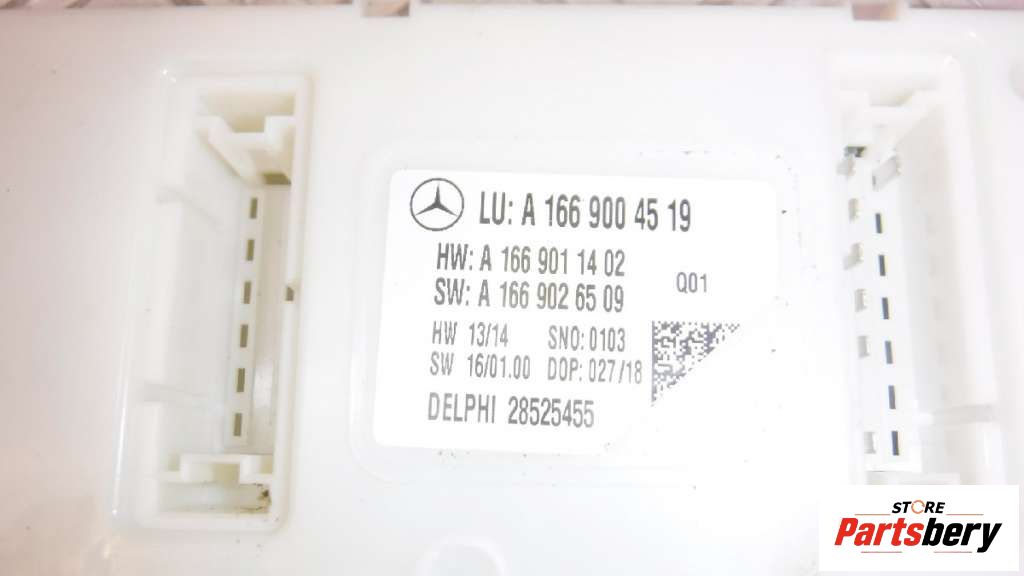 LU: A 166 900 45 19
HW: A 166 901 14 02
SW: A 166 902 65 09
Q01
HW 13/14 SNO: 0103
SW 16/01.00 DOP: 027/18
DELPHI 28525455
STORE
Partsbery